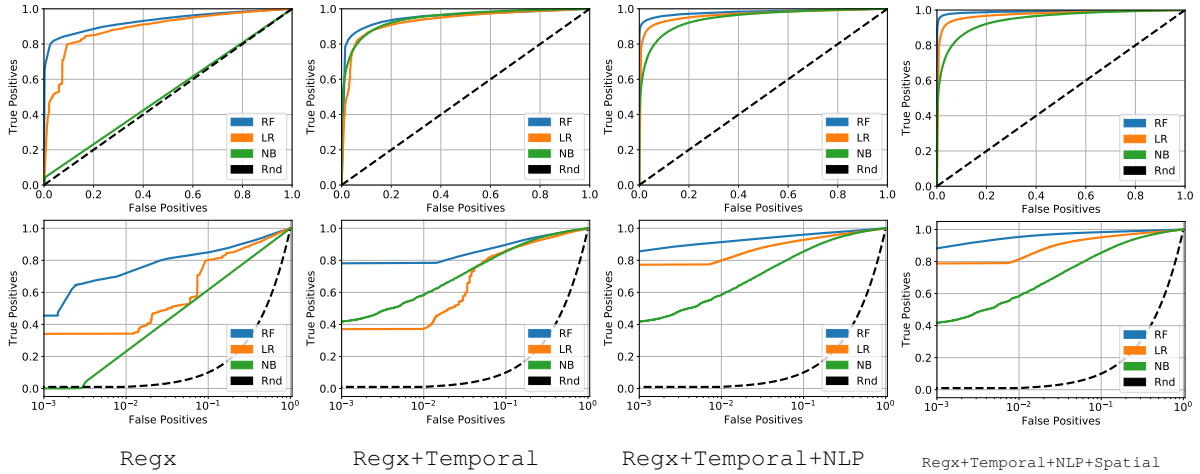 True Positives
1.0
0.8
0.6
0.4
0.2
0.0
RF
LR
NB
Rnd
0.0 0.2 0.4 0.6 0.8 1.0
False Positives
True Positives
1.0
0.8
0.6
0.4
0.2
0.0
RF
LR
NB
Rnd
0.0 0.2 0.4 0.6 0.8 1.0
False Positives
True Positives
1.0
0.8
0.6
0.4
0.2
0.0
RF
LR
NB
Rnd
0.0 0.2 0.4 0.6 0.8 1.0
False Positives
True Positives
1.0
0.8
0.6
0.4
0.2
0.0
RF
LR
NB
Rnd
0.0 0.2 0.4 0.6 0.8 1.0
False Positives
True Positives
1.0
0.8
0.6
0.4
0.2
0.0
RF
LR
NB
Rnd
10⁻³ 10⁻² 10⁻¹ 10⁰
False Positives
True Positives
1.0
0.8
0.6
0.4
0.2
0.0
RF
LR
NB
Rnd
10⁻³ 10⁻² 10⁻¹ 10⁰
False Positives
True Positives
1.0
0.8
0.6
0.4
0.2
0.0
RF
LR
NB
Rnd
10⁻³ 10⁻² 10⁻¹ 10⁰
False Positives
True Positives
1.0
0.8
0.6
0.4
0.2
0.0
RF
LR
NB
Rnd
10⁻³ 10⁻² 10⁻¹ 10⁰
False Positives
Regx
Regx+Temporal
Regx+Temporal+NLP
Regx+Temporal+NLP+Spatial